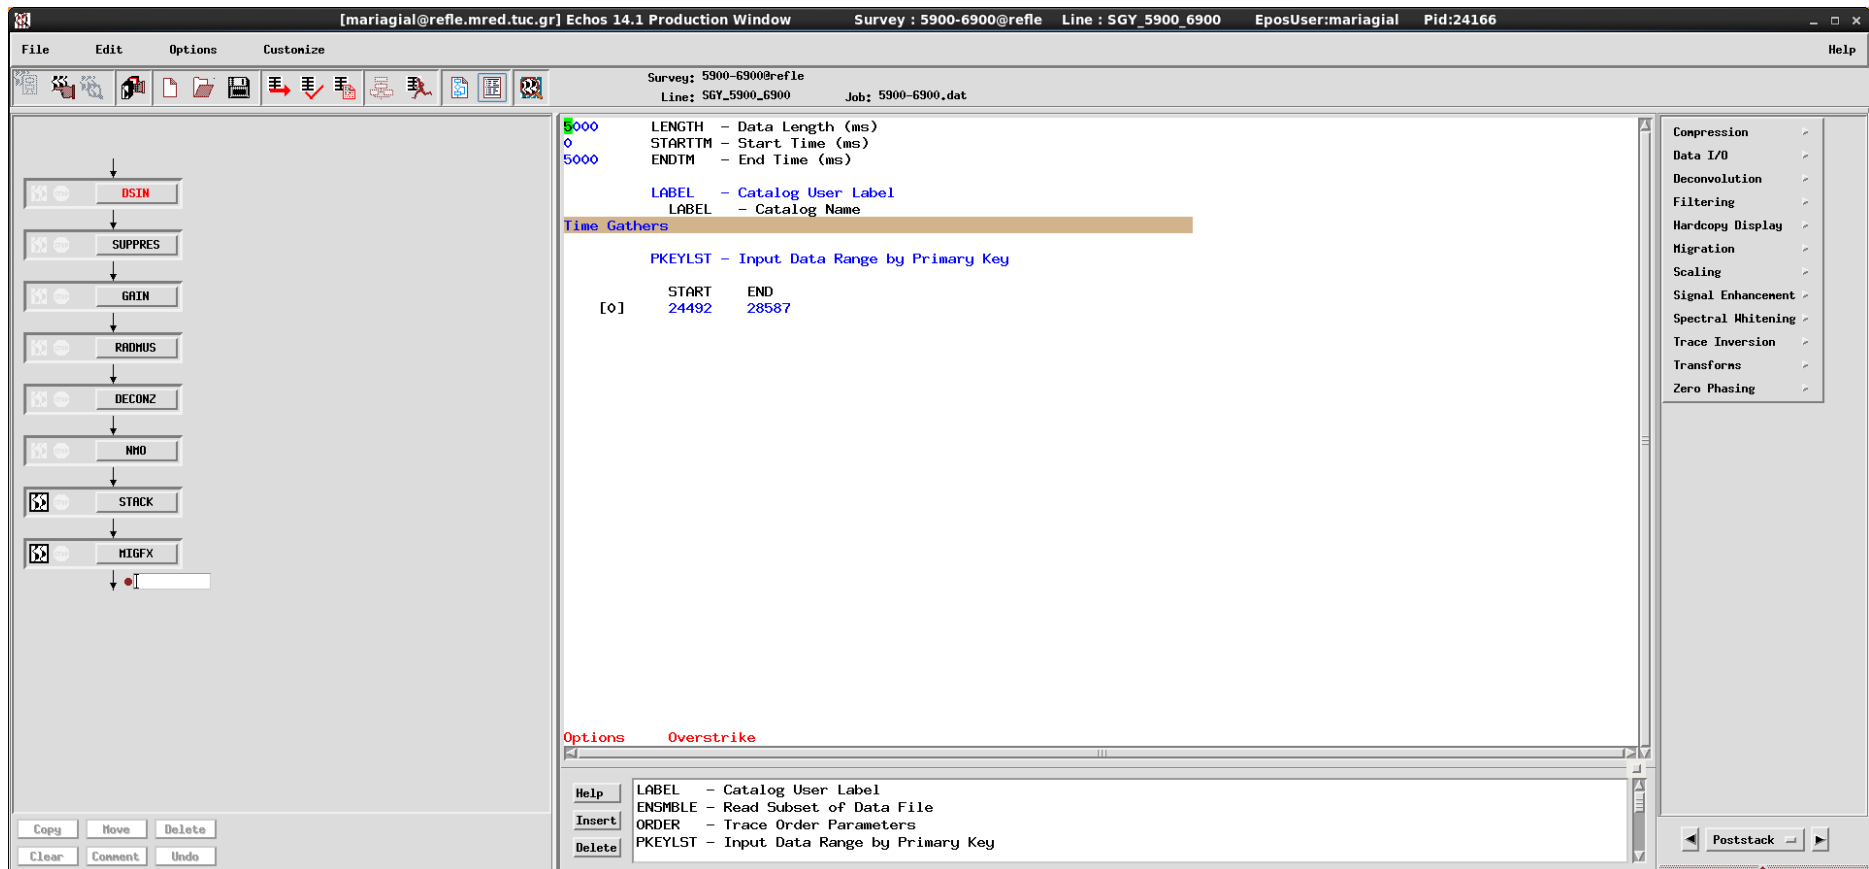 [mariagial@refle.mred.tuc.gr] Echos 14.1 Production Window Survey : 5900-6900@refle Line : SGY_5900_6900 EposUser:mariagial Pid:24166
File Edit Options Customize Help
Survey: 5900-6900@refle
Line: SGY_5900_6900 Job: 5900-6900.dat
DSIN
SUPPRES
GAIN
RADMUS
DECONZ
NMO
STACK
MIGFX
Copy Move Delete
Clear Comment Undo
5000 LENGTH - Data Length (ms)
0 STARTTM - Start Time (ms)
5000 ENDTM - End Time (ms)
LABEL - Catalog User Label
LABEL - Catalog Name
Time Gathers
PKEYLST - Input Data Range by Primary Key
START END
[0] 24492 28587
Options Overstrike
Help
Insert
Delete
LABEL - Catalog User Label
ENSMBLE - Read Subset of Data File
ORDER - Trace Order Parameters
PKEYLST - Input Data Range by Primary Key
Compression
Data I/O
Deconvolution
Filtering
Hardcopy Display
Migration
Scaling
Signal Enhancement
Spectral Whitening
Trace Inversion
Transforms
Zero Phasing
Poststack